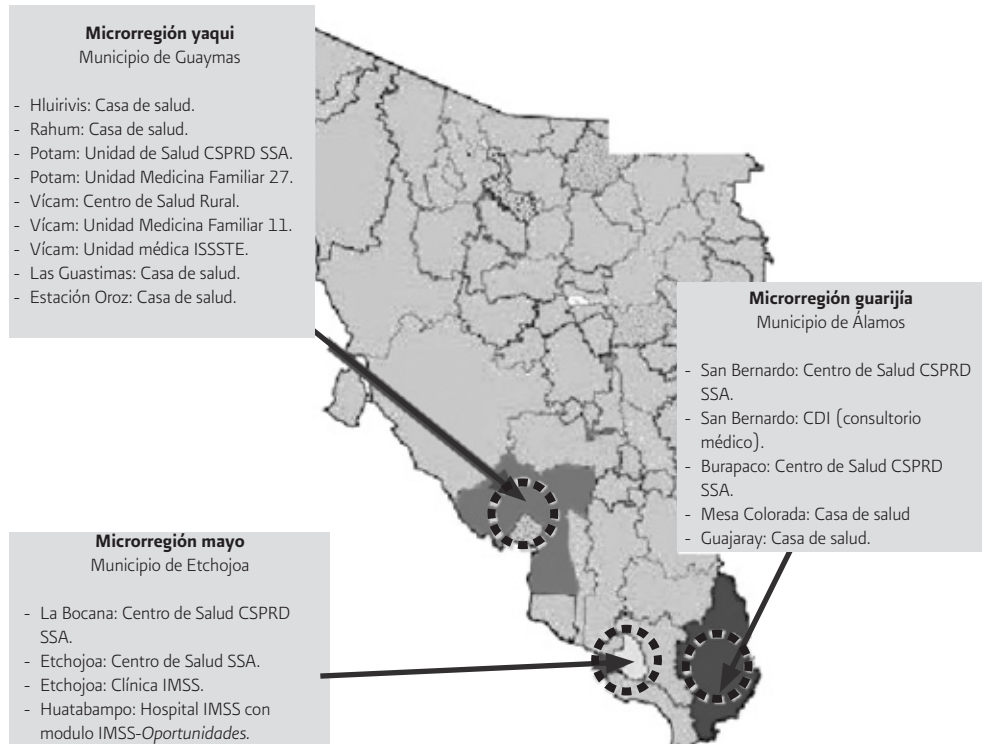 Microrregión yaqui
Municipio de Guaymas
- Hluirivis: Casa de salud.
- Rahum: Casa de salud.
- Potam: Unidad de Salud CSPRD SSA.
- Potam: Unidad Medicina Familiar 27.
- Vícam: Centro de Salud Rural.
- Vícam: Unidad Medicina Familiar 11.
- Vícam: Unidad médica ISSSTE.
- Las Guastimas: Casa de salud.
- Estación Oroz: Casa de salud.
Microrregión guarijía
Municipio de Álamos
- San Bernardo: Centro de Salud CSPRD
SSA.
- San Bernardo: CDI (consultorio
médico).
- Burapaco: Centro de Salud CSPRD
SSA.
- Mesa Colorada: Casa de salud
- Guajaray: Casa de salud.
Microrregión mayo
Municipio de Etchojoa
- La Bocana: Centro de Salud CSPRD
SSA.
- Etchojoa: Centro de Salud SSA.
- Etchojoa: Clínica IMSS.
- Huatabampo: Hospital IMSS con
modulo IMSS-Oportunidades.